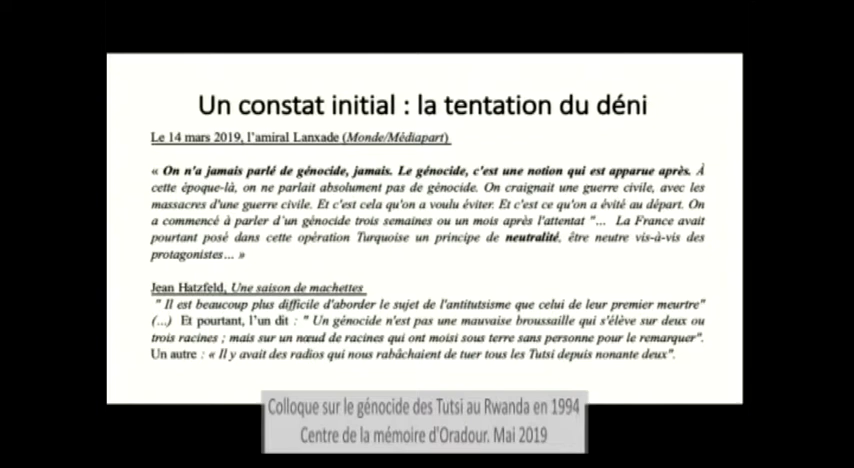 Un constat initial : la tentation du déni
Le 14 mars 2019, l'amiral Lanxade (Monde/Médiapart)
« On n'a jamais parlé de génocide, jamais. Le génocide, c'est une notion qui est apparue après. À
cette époque-là, on ne parlait absolument pas de génocide. On craignait une guerre civile, avec les
massacres d'une guerre civile. Et c'est cela qu'on a voulu éviter. Et c'est ce qu'on a évité au départ. On
a commencé à parler d'un génocide trois semaines ou un mois après l'attentat "... La France avait
pourtant posé dans cette opération Turquoise un principe de neutralité, être neutre vis-à-vis des
protagonistes... »
Jean Hatzfeld, Une saison de machettes
" Il est beaucoup plus difficile d'aborder le sujet de l'antitutsisme que celui de leur premier meurtre"
(...) Et pourtant, l'un dit : " Un génocide n'est pas une mauvaise broussaille qui s'élève sur deux ou
trois racines ; mais sur un nœud de racines qui ont moisi sous terre sans personne pour le remarquer".
Un autre : « Il y avait des radios qui nous rabâchaient de tuer tous les Tutsi depuis nonante deux".
Colloque sur le génocide des Tutsi au Rwanda en 1994
Centre de la mémoire d'Oradour. Mai 2019